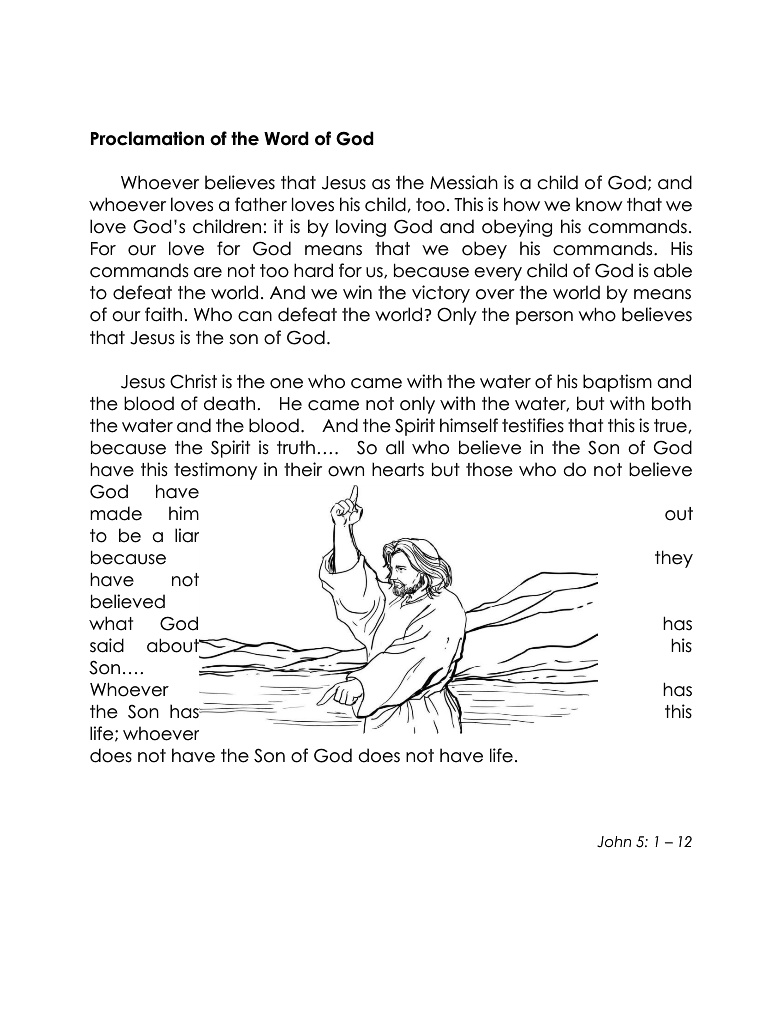 Proclamation of the Word of God
Whoever believes that Jesus as the Messiah is a child of God; and
whoever loves a father loves his child, too. This is how we know that we
love God’s children: it is by loving God and obeying his commands.
For our love for God means that we obey his commands. His
commands are not too hard for us, because every child of God is able
to defeat the world. And we win the victory over the world by means
of our faith. Who can defeat the world? Only the person who believes
that Jesus is the son of God.
Jesus Christ is the one who came with the water of his baptism and
the blood of death. He came not only with the water, but with both
the water and the blood. And the Spirit himself testifies that this is true,
because the Spirit is truth…. So all who believe in the Son of God
have this testimony in their own hearts but those who do not believe
God have
made him out
to be a liar
because they
have not
believed
what God has
said about his
Son….
Whoever has
the Son has this
life; whoever
does not have the Son of God does not have life.
John 5: 1 – 12